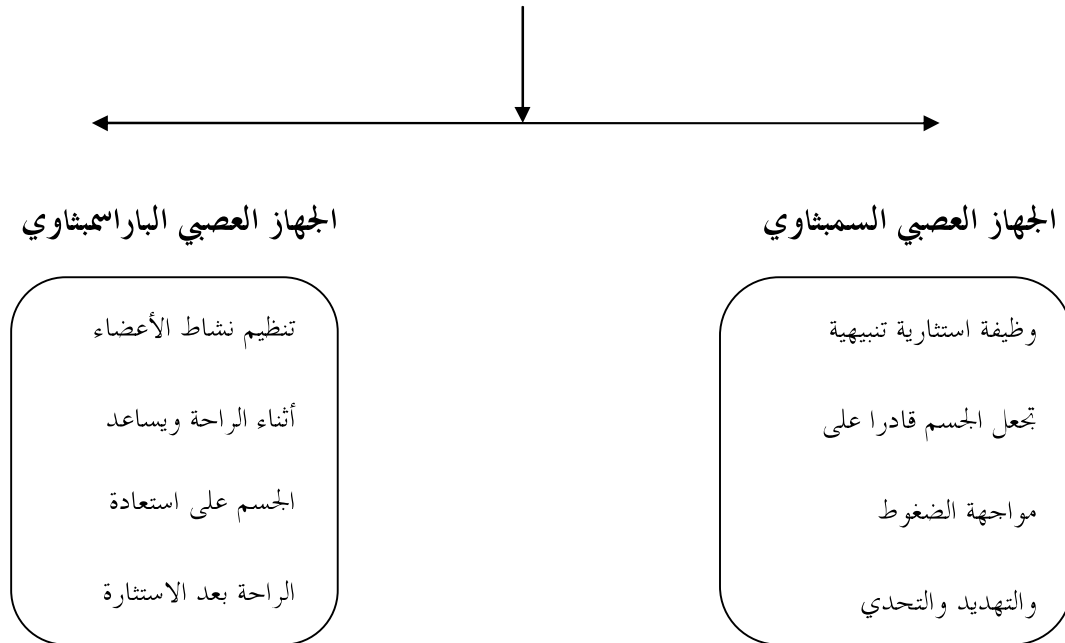 الجهاز العصبي السمبثاوي
وظيفة استثارية تنبيهية
تجعل الجسم قادرا على
مواجهة الضغوط
والتهديد والتحدي
الجهاز العصبي الباراسمبثاوي
تنظيم نشاط الأعضاء
أثناء الراحة ويساعد
الجسم على استعادة
الراحة بعد الاستثارة